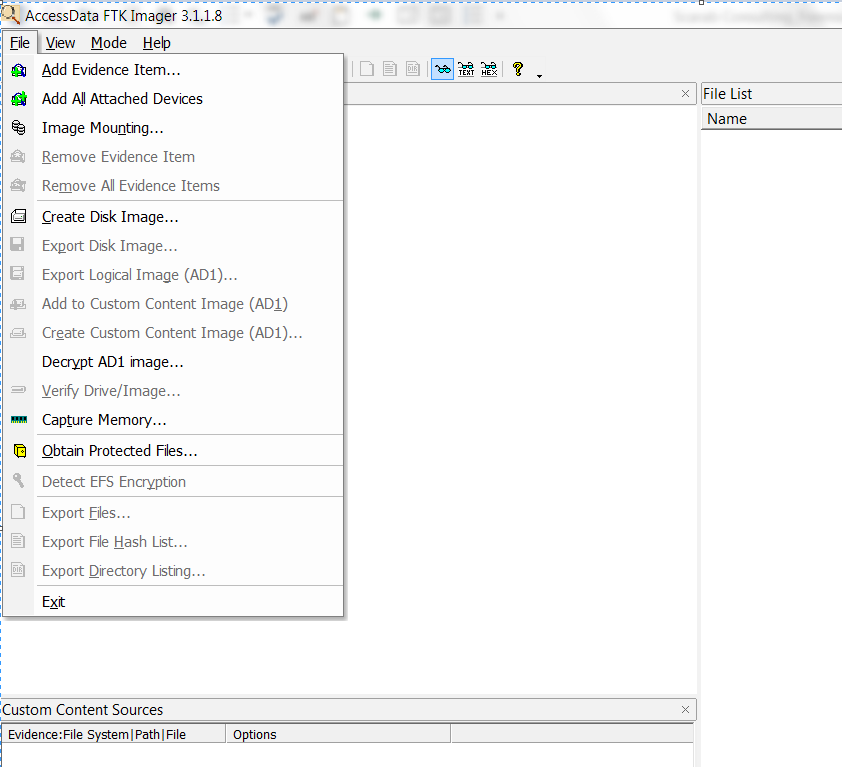 AccessData FTK Imager 3.1.1.8
File View Mode Help
Add Evidence Item...
Add All Attached Devices
Image Mounting...
Remove Evidence Item
Remove All Evidence Items
Create Disk Image...
Export Disk Image...
Export Logical Image (AD1)...
Add to Custom Content Image (AD1)
Create Custom Content Image (AD1)...
Decrypt AD1 image...
Verify Drive/Image...
Capture Memory...
Obtain Protected Files...
Detect EFS Encryption
Export Files...
Export File Hash List...
Export Directory Listing...
Exit
TEXT HEX
File List
Name
Custom Content Sources
Evidence:File System|Path|File Options